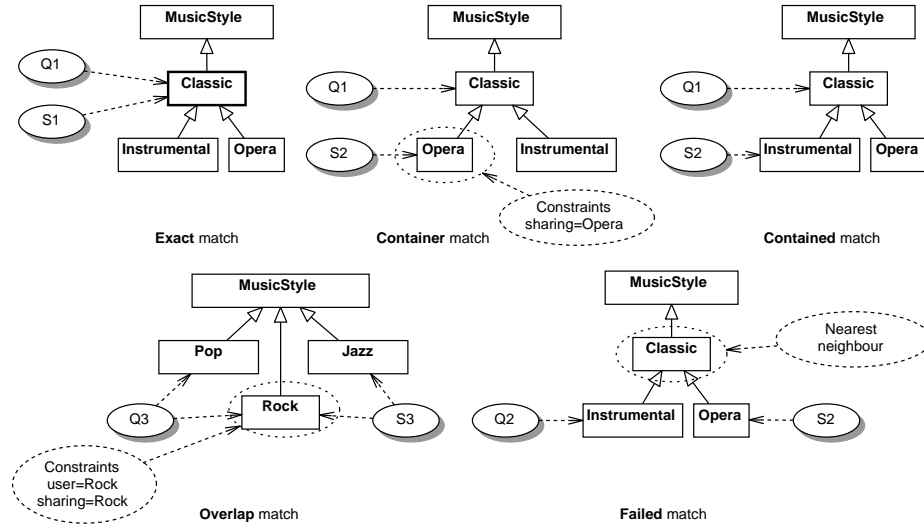 MusicStyle
Q1
Classic
S1
Instrumental
Opera
Exact match
MusicStyle
Q1
Classic
S2
Opera
Instrumental
Constraints
sharing=Opera
Container match
MusicStyle
Q1
Classic
S2
Instrumental
Opera
Contained match
MusicStyle
Pop
Jazz
Rock
Q3
S3
Constraints
user=Rock
sharing=Rock
Overlap match
MusicStyle
Nearest
neighbour
Classic
Q2
Instrumental
Opera
S2
Failed match